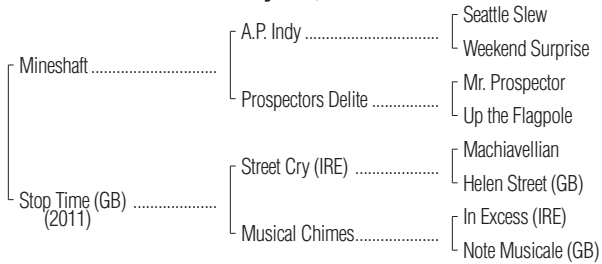 Seattle Slew
A.P. Indy ..............................
Weekend Surprise
Mineshaft ............................
Mr. Prospector
Prospectors Delite ...............
Up the Flagpole
Machiavellian
Street Cry (IRE) ...................
Helen Street (GB)
Stop Time (GB) ..................
(2011)
In Excess (IRE)
Musical Chimes...................
Note Musicale (GB)